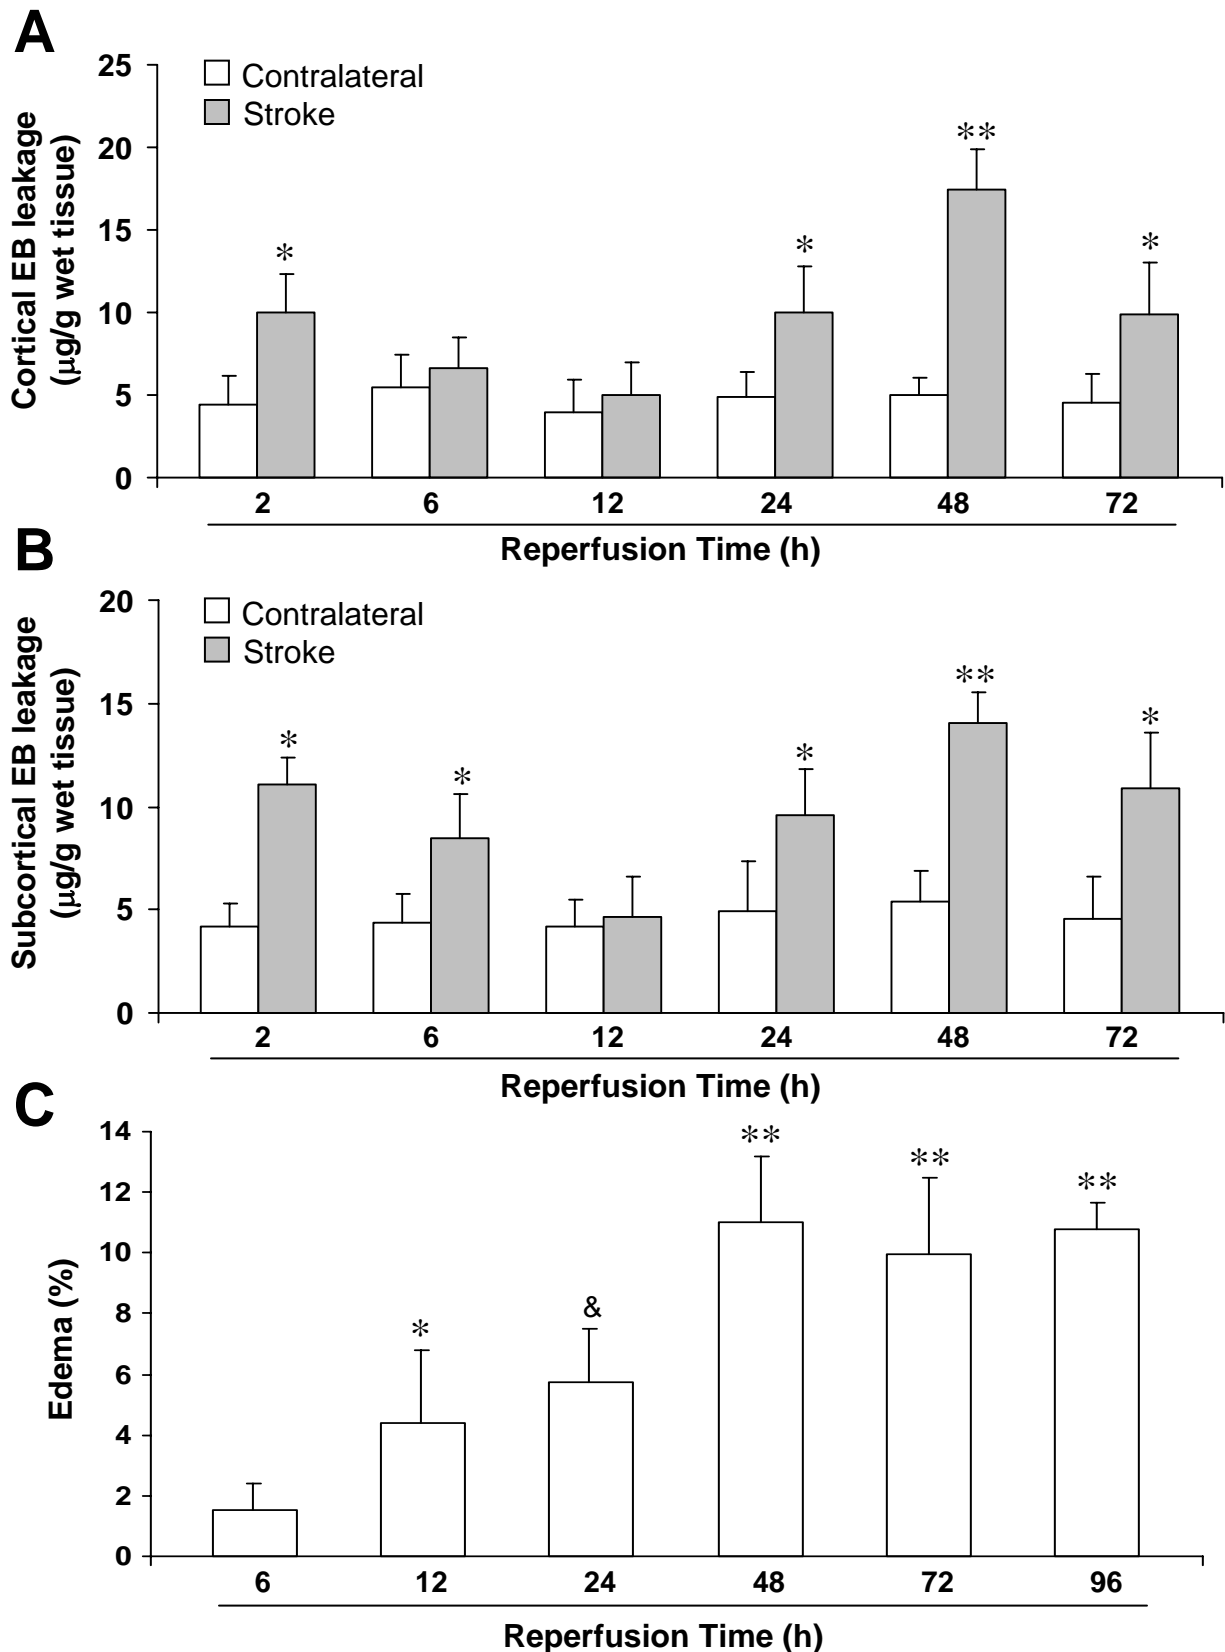 A
25
20
15
10
5
0
Cortical EB leakage
(μg/g wet tissue)
Contralateral
Stroke
*
*
**
*
2 6 12 24 48 72
Reperfusion Time (h)
B
20
15
10
5
0
Subcortical EB leakage
(μg/g wet tissue)
Contralateral
Stroke
*
*
*
**
*
2 6 12 24 48 72
Reperfusion Time (h)
C
14
12
10
8
6
4
2
0
Edema (%)
*
&
**
**
**
6 12 24 48 72 96
Reperfusion Time (h)